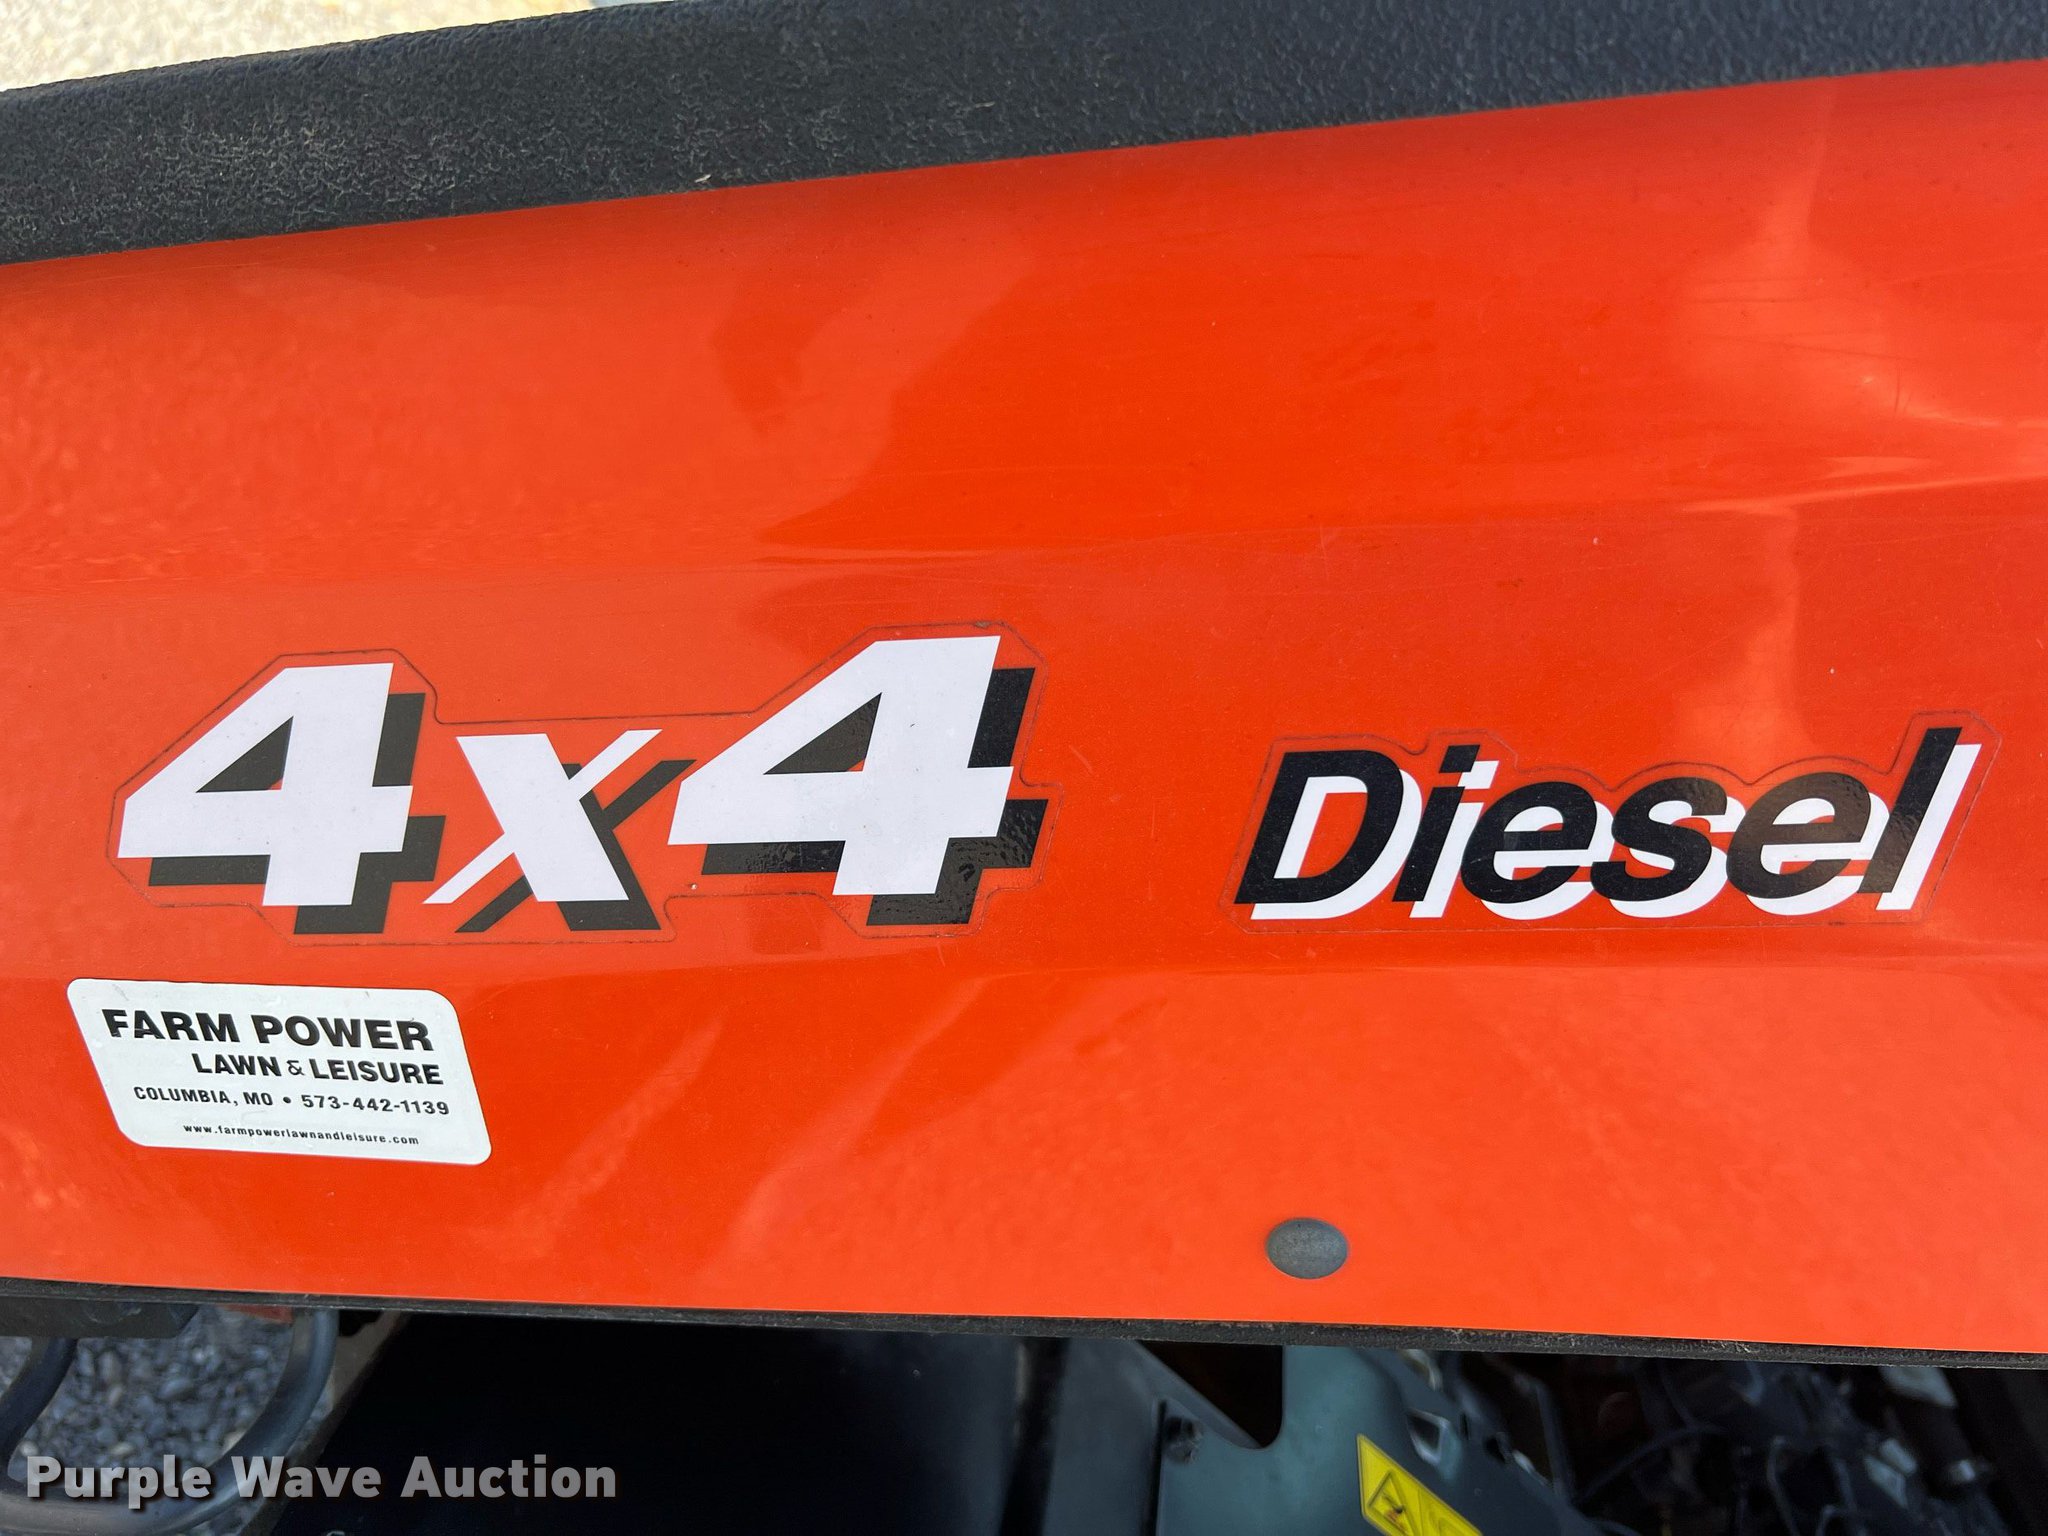 4x4 Diesel
FARM POWER
LAWN & LEISURE
COLUMBIA, MO • 573-442-1139
www.farmpowerlawnandleisure.com
Purple Wave Auction